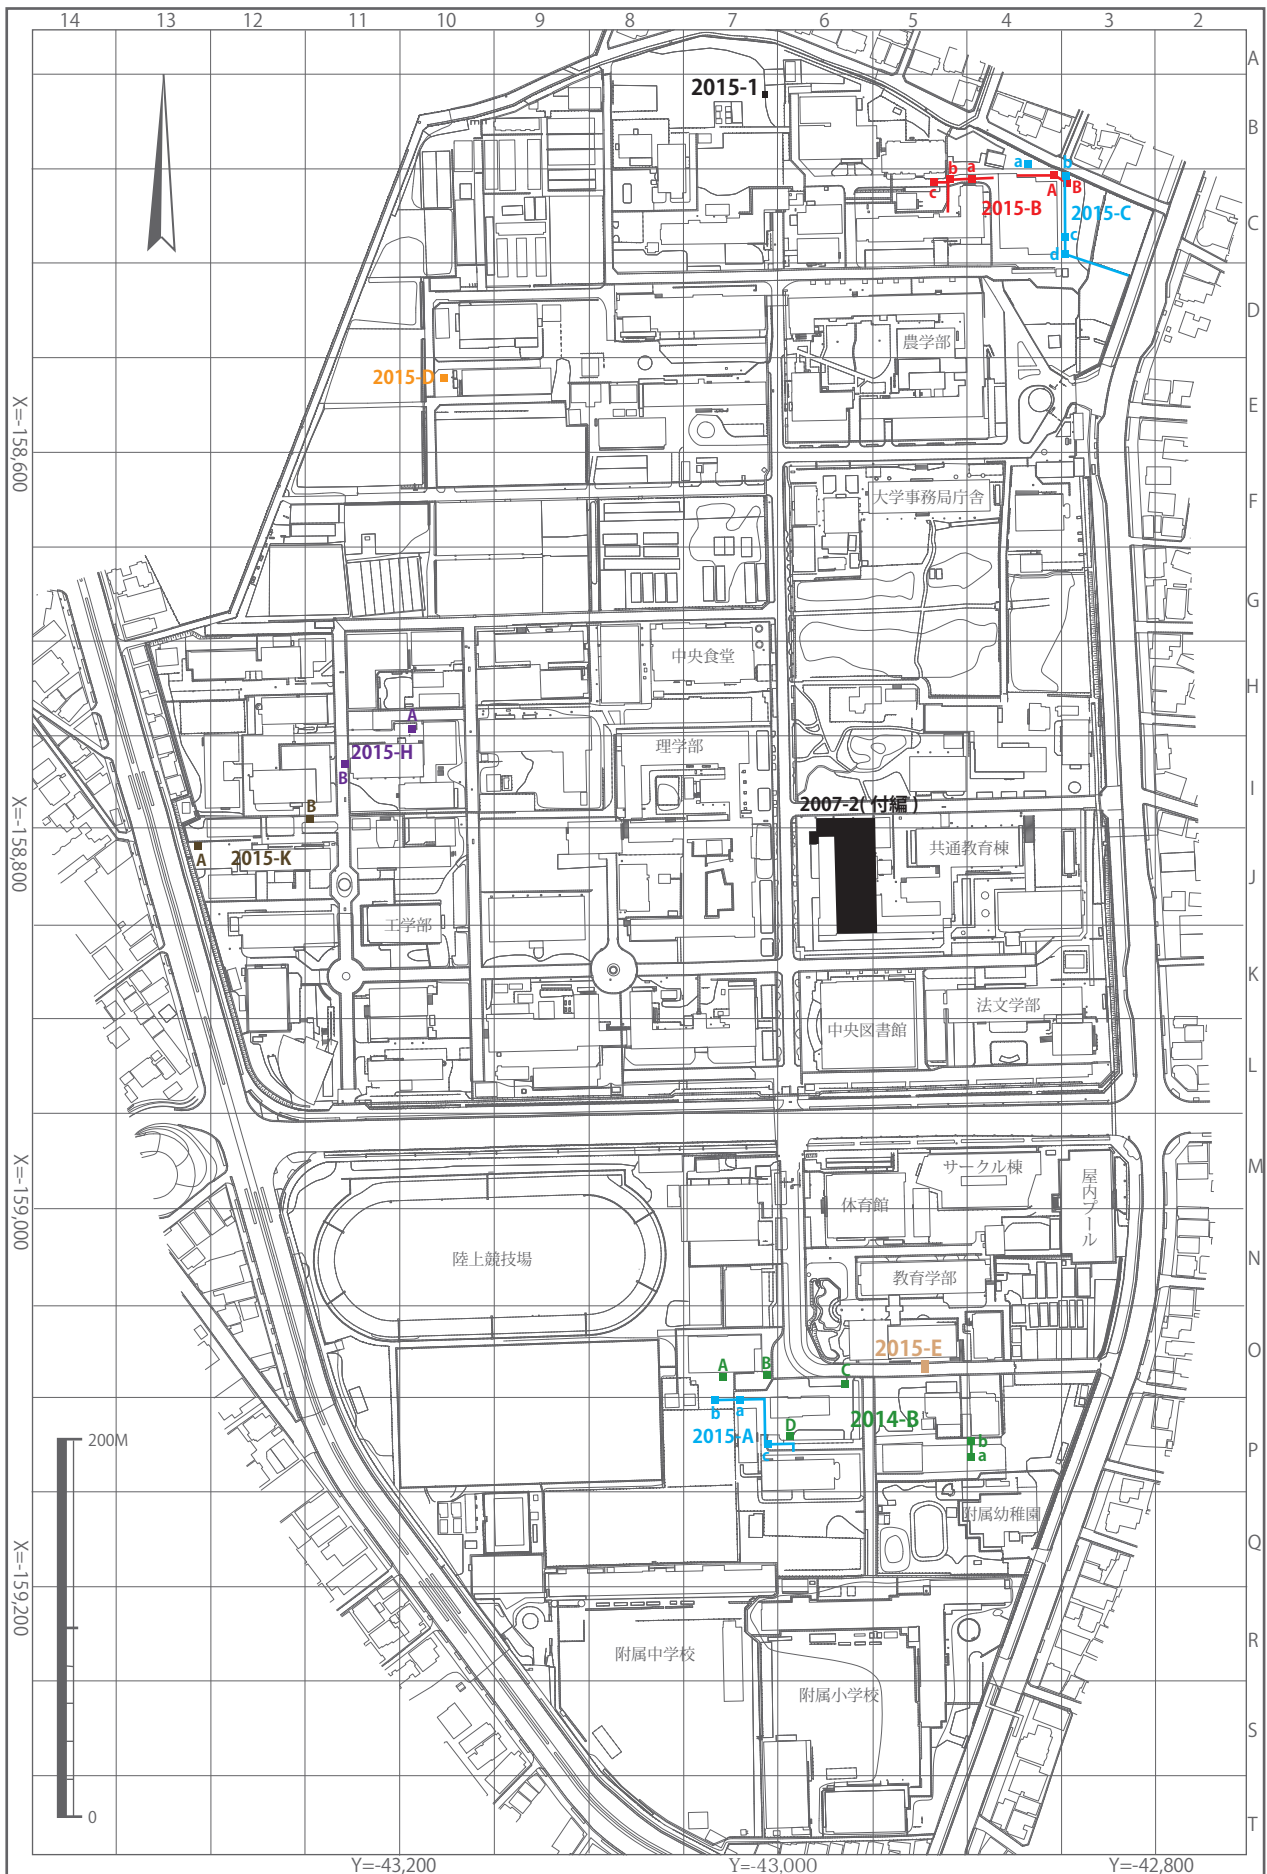 14 13 12 11 10 9 8 7 6 5 4 3 2
A
2015-1
B
a b
b a
c A B
2015-B 2015-C
C
c
d
D
農学部
2015-D
E
X=-158,600
大学事務局庁舎
F
G
中央食堂
H
A
理学部
2015-H
B
I
2007-2(付編)
B
X=-158,800
共通教育棟
A 2015-K
J
工学部
K
法文学部
中央図書館
L
M
サークル棟
X=-159,000
体育館
屋内プール
陸上競技場
N
教育学部
2015-E
O
A B
C
b a
2014-B
2015-A D
200M
b
P
c
a
附属幼稚園
Q
X=-159,200
R
附属中学校
附属小学校
S
0
T
Y=-43,200 Y=-43,000 Y=-42,800